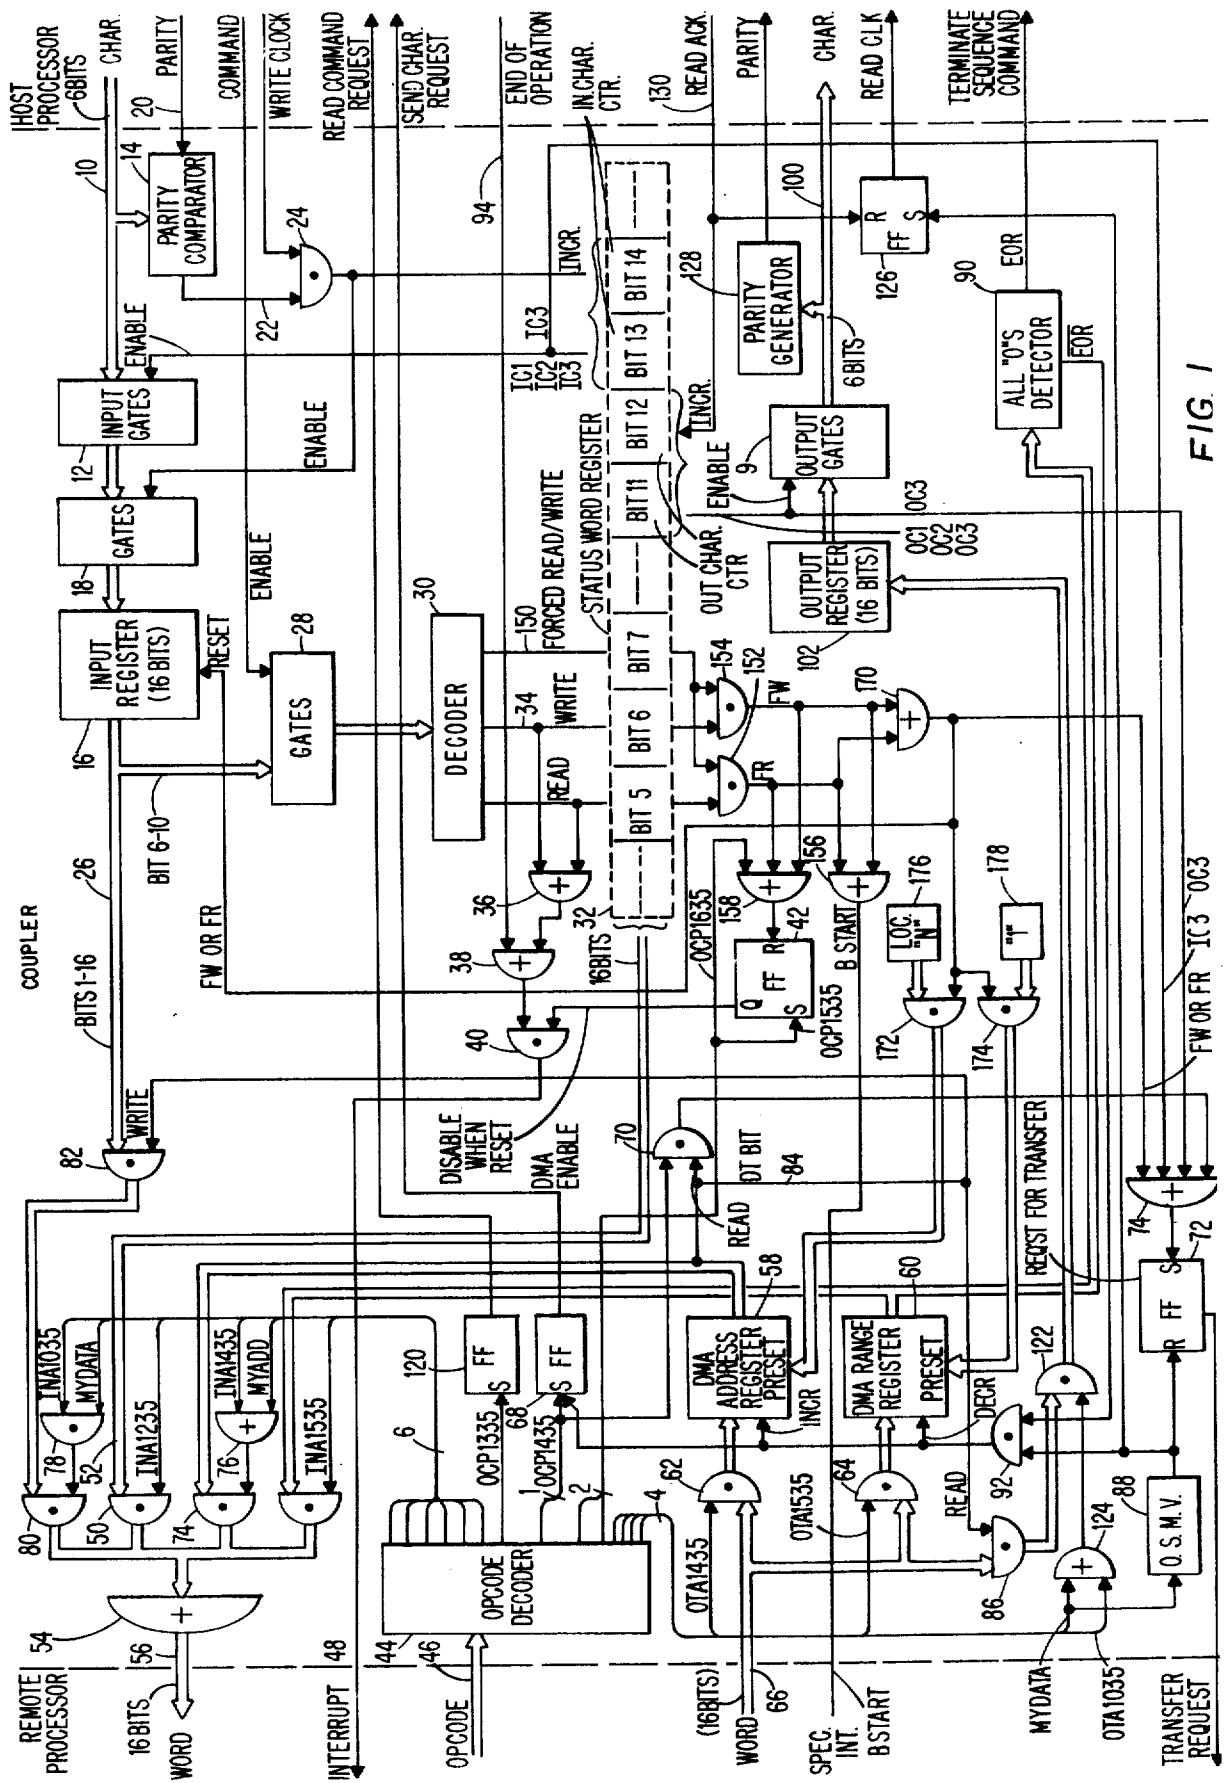 HOST
PROCESSOR
6BITS
CHAR.
PARITY
20
COMMAND
WRITE CLOCK
READ COMMAND
REQUEST
SEND CHAR.
REQUEST
END OF
OPERATION
IN CHAR.
CTR.
130
READ ACK.
PARITY
CHAR.
READ CLK
TERMINATE
SEQUENCE
COMMAND
10
14
PARITY
COMPARATOR
22
24
94
INCR.
IC3
IC1
IC2
IC3
ENABLE
12
INPUT
GATES
18
GATES
ENABLE
16
INPUT
REGISTER
(16BITS)
RESET
ENABLE
28
GATES
BIT 6-10
26
BITS 1-16
COUPLER
FW OR FR
30
DECODER
150
FORCED READ/WRITE
34
WRITE
READ
STATUS WORD REGISTER
BIT 14
BIT 13
BIT 12
BIT 11
BIT 7
BIT 6
BIT 5
32
16BITS
INCR.
OUT CHAR.
CTR
ENABLE
OC1
OC2
OC3
OC3
128
PARITY
GENERATOR
100
6 BITS
9
OUTPUT
GATES
102
OUTPUT
REGISTER
(16 BITS)
126
R
FF
S
90
EOR
ALL "0"S
DETECTOR
EOR
154
152
FW
FR
170
36
38
40
158
156
42
R
FF
Q
S
OCP1635
OCP1535
B START
LOC.
"N"
176
"1"
178
172
174
DISABLE
WHEN
RESET
DMA
ENABLE
70
DT BIT
84
READ
82
WRITE
FW OR FR
IC3
OC3
REQ'ST FOR TRANSFER
74
72
S
FF
R
INA1035
MYDATA
INA1235
INA1435
MYADD
INA1535
78
52
76
80
50
74
54
56
120
FF
S
OCP1335
68
FF
S
OCP1435
6
1
2
4
OPCODE
DECODER
44
46
48
58
DMA
ADDRESS
REGISTER
PRESET
INCR
60
DMA RANGE
REGISTER
PRESET
DECR
62
64
OTA1435
OTA1535
READ
92
86
122
124
88
O.S.M.V.
REMOTE
PROCESSOR
16BITS
WORD
INTERRUPT
OPCODE
(16BITS)
WORD
66
SPEC.
INT.
BSTART
MYDATA
OTA1035
TRANSFER
REQUEST
FIG. 1